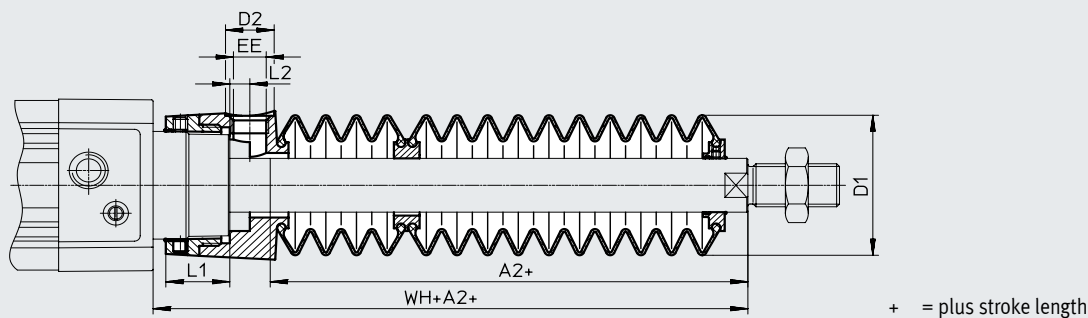 D2
EE
L2
D1
L1
A2+
WH+A2+
+ = plus stroke length